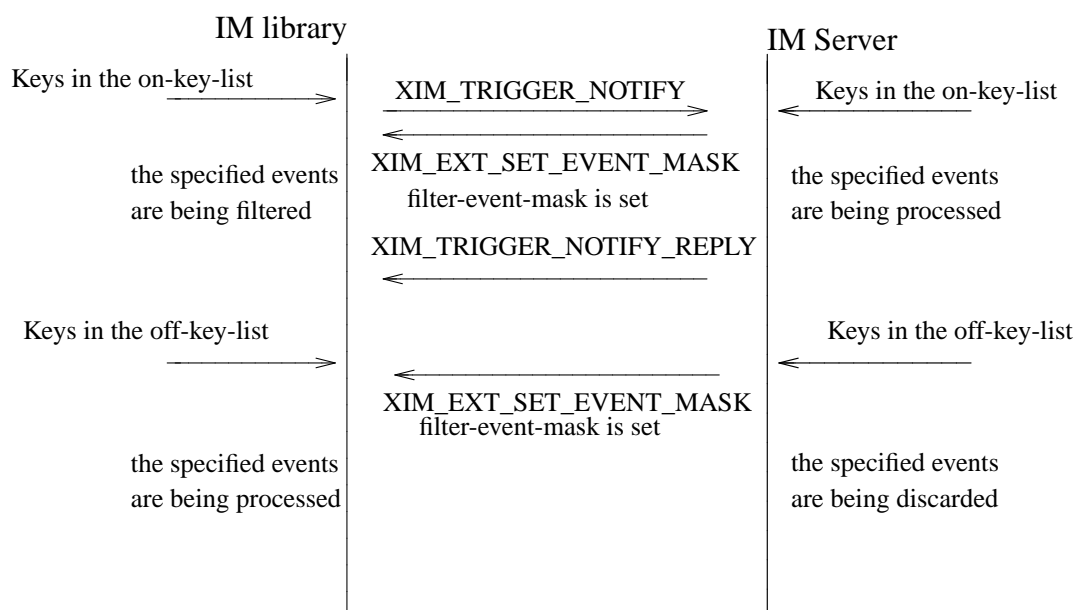 IM library
IM Server
Keys in the on-key-list
XIM_TRIGGER_NOTIFY
Keys in the on-key-list
XIM_EXT_SET_EVENT_MASK
filter-event-mask is set
the specified events
are being filtered
the specified events
are being processed
XIM_TRIGGER_NOTIFY_REPLY
Keys in the off-key-list
Keys in the off-key-list
XIM_EXT_SET_EVENT_MASK
filter-event-mask is set
the specified events
are being processed
the specified events
are being discarded